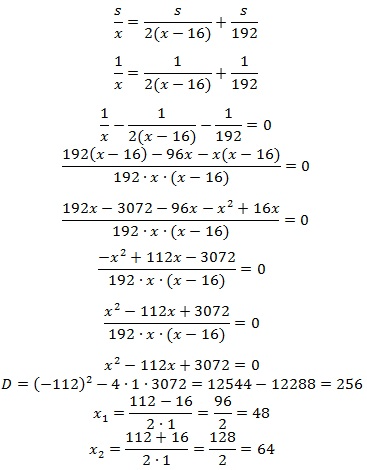 s/x = s/(2(x − 16)) + s/192
1/x = 1/(2(x − 16)) + 1/192
1/x − 1/(2(x − 16)) − 1/192 = 0
(192(x − 16) − 96x − x(x − 16))/(192 · x · (x − 16)) = 0
(192x − 3072 − 96x − x² + 16x)/(192 · x · (x − 16)) = 0
(−x² + 112x − 3072)/(192 · x · (x − 16)) = 0
(x² − 112x + 3072)/(192 · x · (x − 16)) = 0
x² − 112x + 3072 = 0
D = (−112)² − 4 · 1 · 3072 = 12544 − 12288 = 256
x₁ = (112 − 16)/(2 · 1) = 96/2 = 48
x₂ = (112 + 16)/(2 · 1) = 128/2 = 64